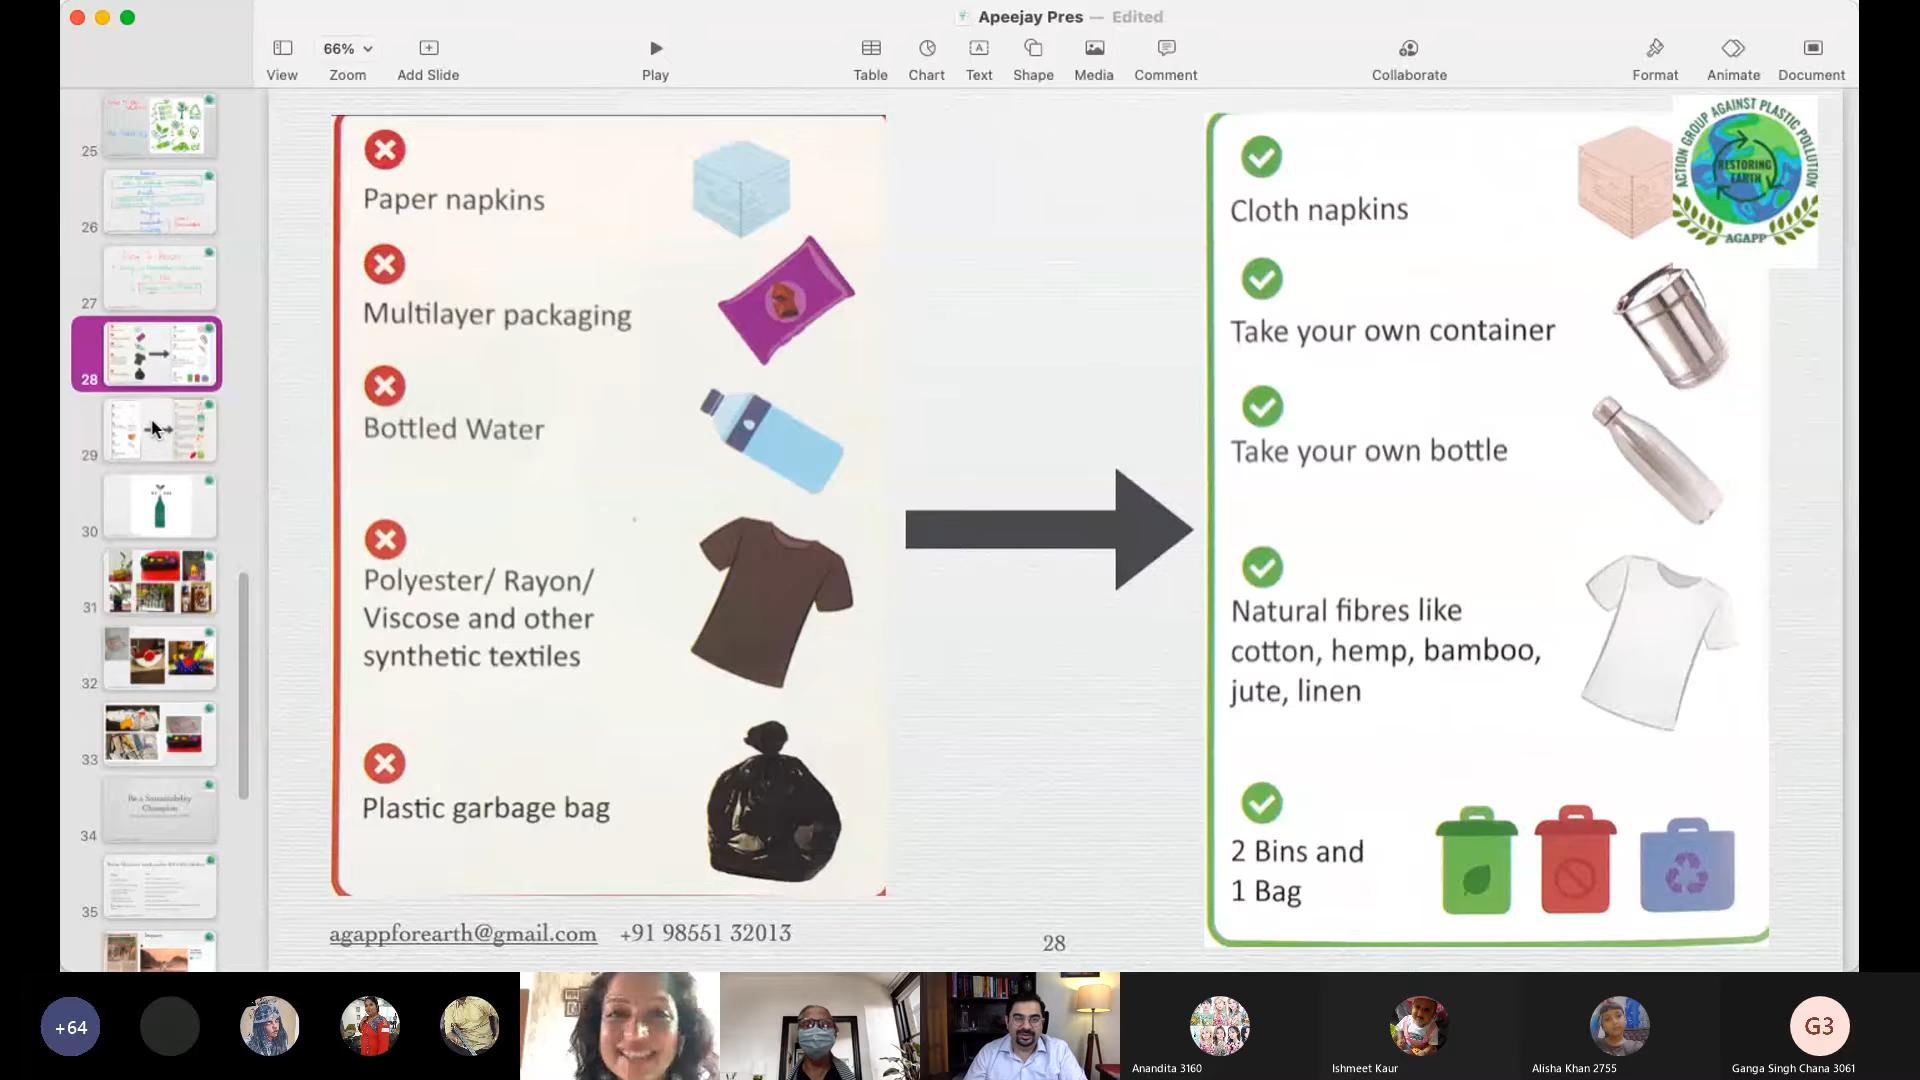 Apeejay Pres — Edited
66%
View
Zoom
Add Slide
Play
Table
Chart
Text
Shape
Media
Comment
Collaborate
Format
Animate
Document
25
26
27
28
29
30
31
32
33
Be a Sustainability
Champion
34
35
Paper napkins
Multilayer packaging
Bottled Water
Polyester/ Rayon/
Viscose and other
synthetic textiles
Plastic garbage bag
Cloth napkins
Take your own container
Take your own bottle
Natural fibres like
cotton, hemp, bamboo,
jute, linen
2 Bins and
1 Bag
ACTION GROUP AGAINST PLASTIC POLLUTION
RESTORING
EARTH
AGAPP
agappforearth@gmail.com +91 98551 32013
28
+64
Anandita 3160
Ishmeet Kaur
Alisha Khan 2755
G3
Ganga Singh Chana 3061